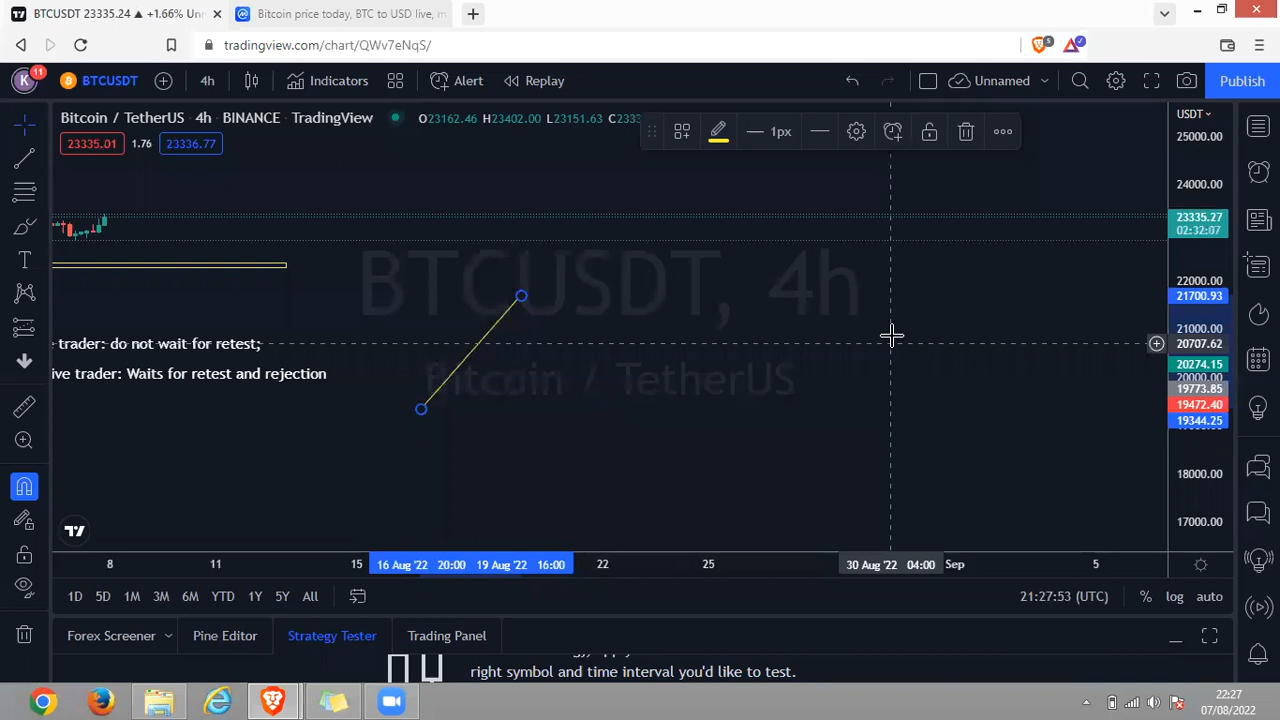 BTCUSDT 23335.24 ▲ +1.66% Un
Bitcoin price today, BTC to USD live, m
tradingview.com/chart/QWv7eNqS/
5
K
11
BTCUSDT
4h
Indicators
Alert
Replay
Unnamed
Publish
Bitcoin / TetherUS 4h BINANCE TradingView
O23162.46 H23402.00 L23151.63 C233
1px
USDT
23335.01
1.76
23336.77
25000.00
24000.00
23335.27
02:32:07
22000.00
21700.93
21000.00
20707.62
20274.15
20000.00
19773.85
19472.40
19344.25
18000.00
17000.00
BTCUSDT, 4h
Bitcoin / TetherUS
trader: do not wait for retest;
ive trader: Waits for retest and rejection
8
11
15
16 Aug '22 20:00
19 Aug '22 16:00
22
25
30 Aug '22 04:00
Sep
5
1D 5D 1M 3M 6M YTD 1Y 5Y All
21:27:53 (UTC)
%
log
auto
Forex Screener
Pine Editor
Strategy Tester
Trading Panel
right symbol and time interval you'd like to test.
22:27
07/08/2022